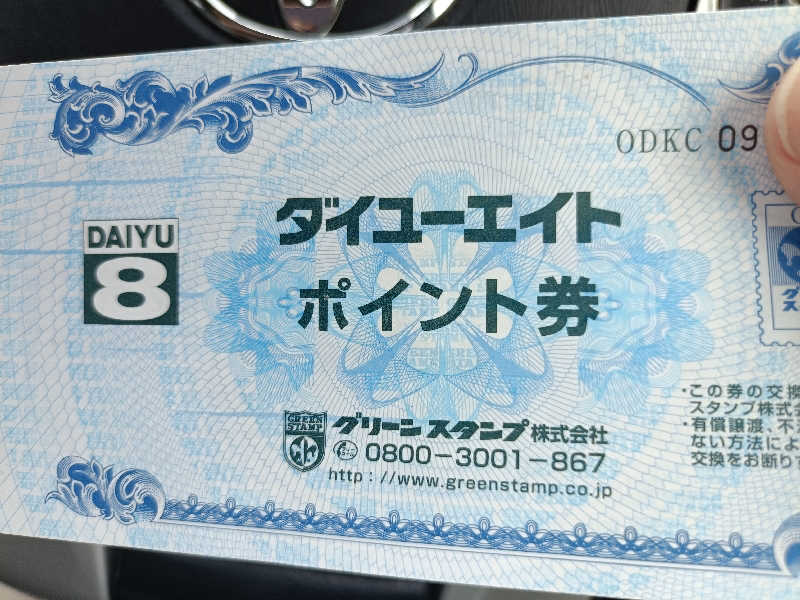 ODKC 09
DAIYU
8
ダイユーエイト
ポイント券
GREEN
STAMP
グリーンスタンプ株式会社
0800-3001-867
http://www.greenstamp.co.jp
・この券の交換
スタンプ株式会
・有償譲渡、不
ない方法によ
交換をお断りす